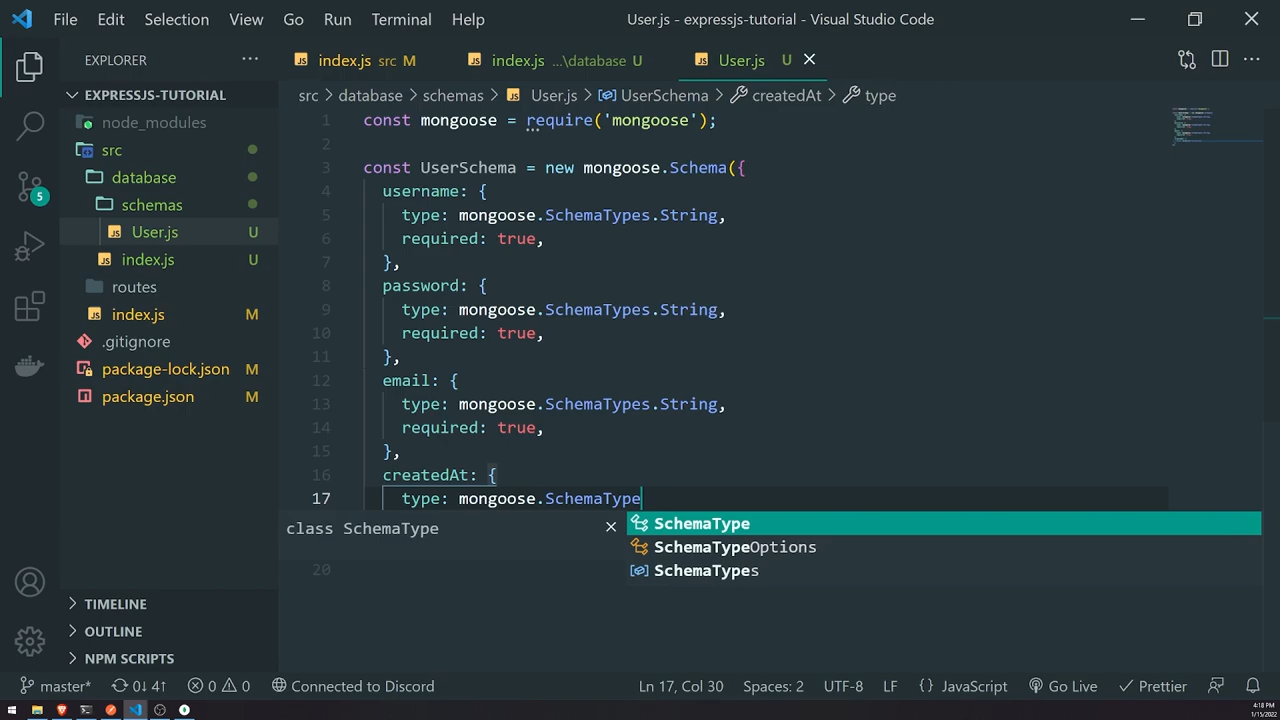 File Edit Selection View Go Run Terminal Help User.js - expressjs-tutorial - Visual Studio Code
EXPLORER ...
index.js src M index.js ...\database U User.js U
EXPRESSJS-TUTORIAL
node_modules
src
database
schemas
User.js U
index.js U
routes
index.js M
.gitignore
package-lock.json M
package.json M
TIMELINE
OUTLINE
NPM SCRIPTS
5
src > database > schemas > User.js > UserSchema > createdAt > type
1 const mongoose = require('mongoose');
2
3 const UserSchema = new mongoose.Schema({
4 username: {
5 type: mongoose.SchemaTypes.String,
6 required: true,
7 },
8 password: {
9 type: mongoose.SchemaTypes.String,
10 required: true,
11 },
12 email: {
13 type: mongoose.SchemaTypes.String,
14 required: true,
15 },
16 createdAt: {
17 type: mongoose.SchemaType
class SchemaType
20
SchemaType
SchemaTypeOptions
SchemaTypes
master* 0↓ 4↑ 0 0 Connected to Discord Ln 17, Col 30 Spaces: 2 UTF-8 LF {} JavaScript Go Live Prettier
4:18 PM
1/15/2022